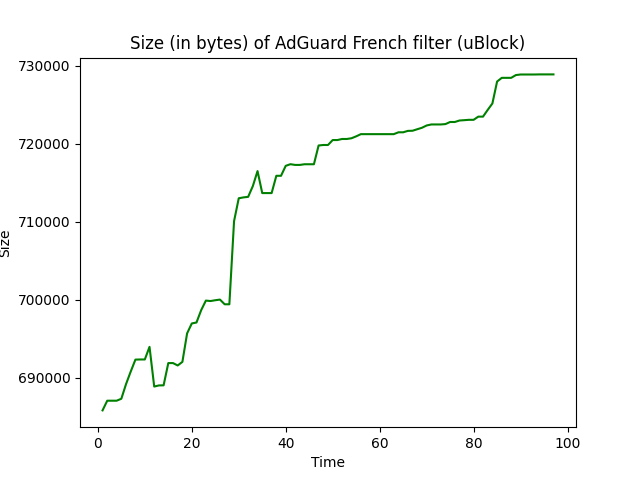 Size (in bytes) of AdGuard French filter (uBlock)
730000
720000
710000
700000
690000
Size
0 20 40 60 80 100
Time